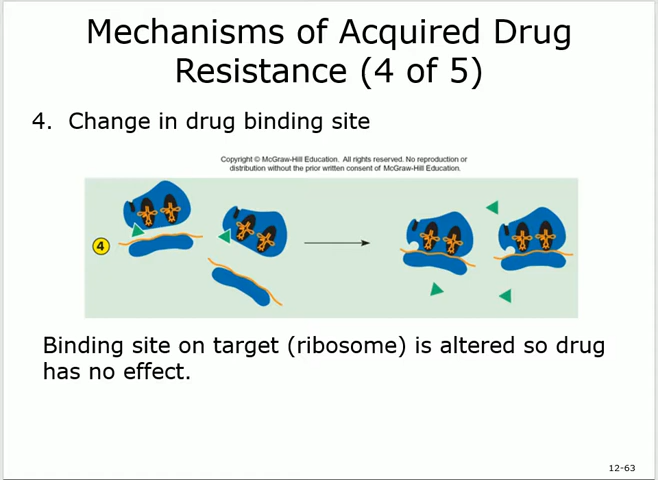 Mechanisms of Acquired Drug
Resistance (4 of 5)
4. Change in drug binding site
Copyright © McGraw-Hill Education. All rights reserved. No reproduction or
distribution without the prior written consent of McGraw-Hill Education.
4
Binding site on target (ribosome) is altered so drug
has no effect.
12-63